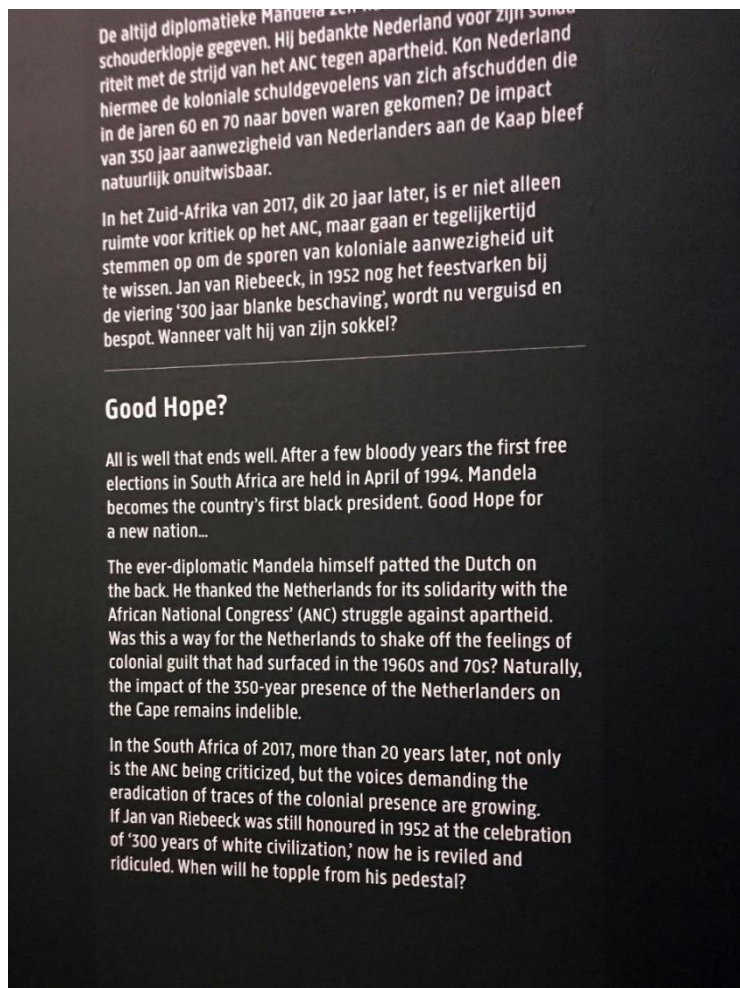 De altijd diplomatieke Mandela zelf
schouderklopje gegeven. Hij bedankte Nederland voor zijn
riteit met de strijd van het ANC tegen apartheid. Kon Nederland
hiermee de koloniale schuldgevoelens van zich afschudden die
in de jaren 60 en 70 naar boven waren gekomen? De impact
van 350 jaar aanwezigheid van Nederlanders aan de Kaap bleef
natuurlijk onuitwisbaar.
In het Zuid-Afrika van 2017, dik 20 jaar later, is er niet alleen
ruimte voor kritiek op het ANC, maar gaan er tegelijkertijd
stemmen op om de sporen van koloniale aanwezigheid uit
te wissen. Jan van Riebeeck, in 1952 nog het feestvarken bij
de viering ‘300 jaar blanke beschaving’, wordt nu verguisd en
bespot. Wanneer valt hij van zijn sokkel?
Good Hope?
All is well that ends well. After a few bloody years the first free
elections in South Africa are held in April of 1994. Mandela
becomes the country’s first black president. Good Hope for
a new nation...
The ever-diplomatic Mandela himself patted the Dutch on
the back. He thanked the Netherlands for its solidarity with the
African National Congress’ (ANC) struggle against apartheid.
Was this a way for the Netherlands to shake off the feelings of
colonial guilt that had surfaced in the 1960s and 70s? Naturally,
the impact of the 350-year presence of the Netherlanders on
the Cape remains indelible.
In the South Africa of 2017, more than 20 years later, not only
is the ANC being criticized, but the voices demanding the
eradication of traces of the colonial presence are growing.
If Jan van Riebeeck was still honoured in 1952 at the celebration
of ‘300 years of white civilization,’ now he is reviled and
ridiculed. When will he topple from his pedestal?